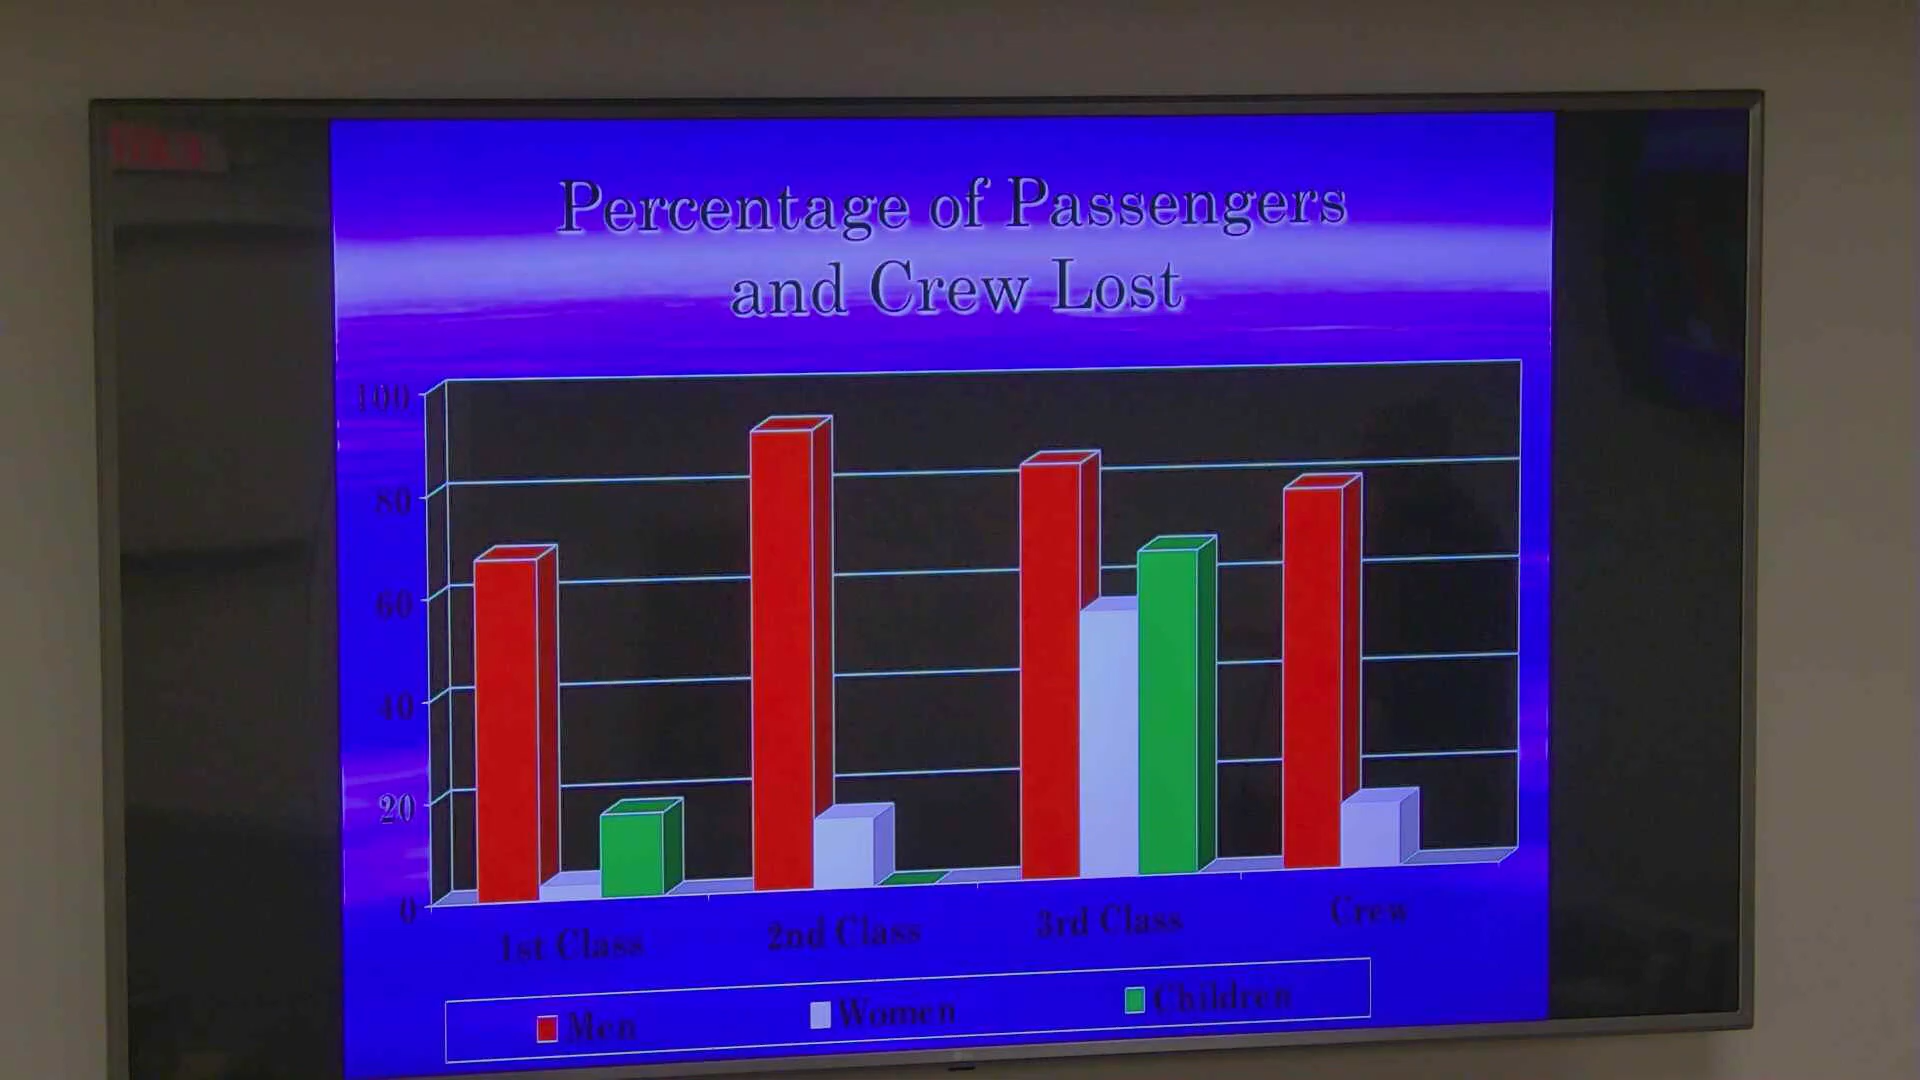 Percentage of Passengers
and Crew Lost
100
80
60
40
20
0
1st Class 2nd Class 3rd Class Crew
Men Women Children